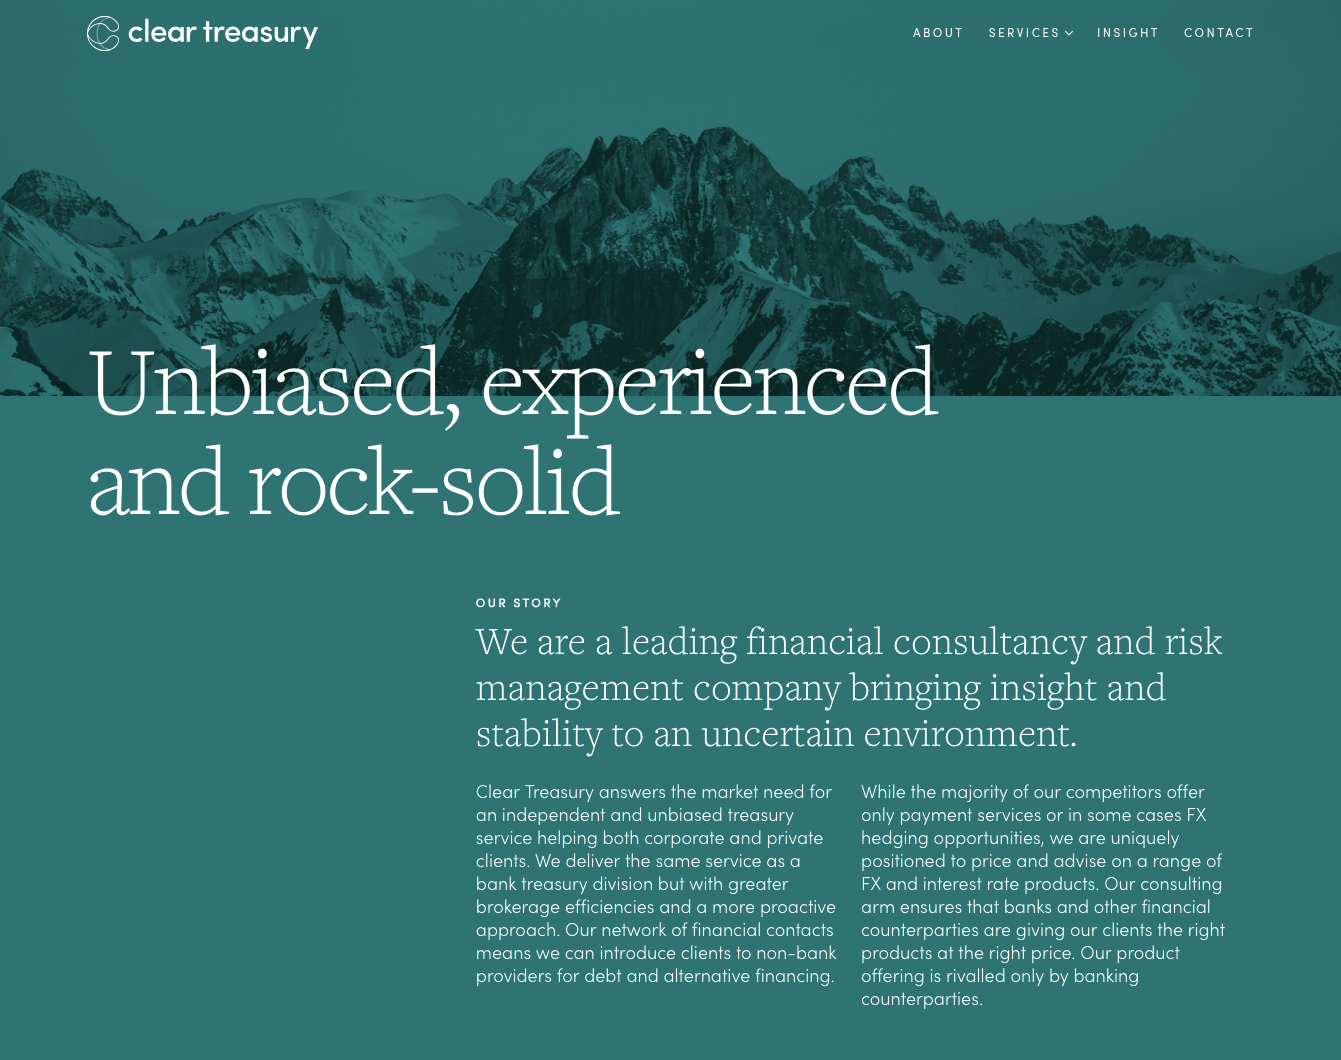 clear treasury
ABOUT
SERVICES
INSIGHT
CONTACT
Unbiased, experienced
and rock-solid
OUR STORY
We are a leading financial consultancy and risk
management company bringing insight and
stability to an uncertain environment.
Clear Treasury answers the market need for
an independent and unbiased treasury
service helping both corporate and private
clients. We deliver the same service as a
bank treasury division but with greater
brokerage efficiencies and a more proactive
approach. Our network of financial contacts
means we can introduce clients to non-bank
providers for debt and alternative financing.
While the majority of our competitors offer
only payment services or in some cases FX
hedging opportunities, we are uniquely
positioned to price and advise on a range of
FX and interest rate products. Our consulting
arm ensures that banks and other financial
counterparties are giving our clients the right
products at the right price. Our product
offering is rivalled only by banking
counterparties.